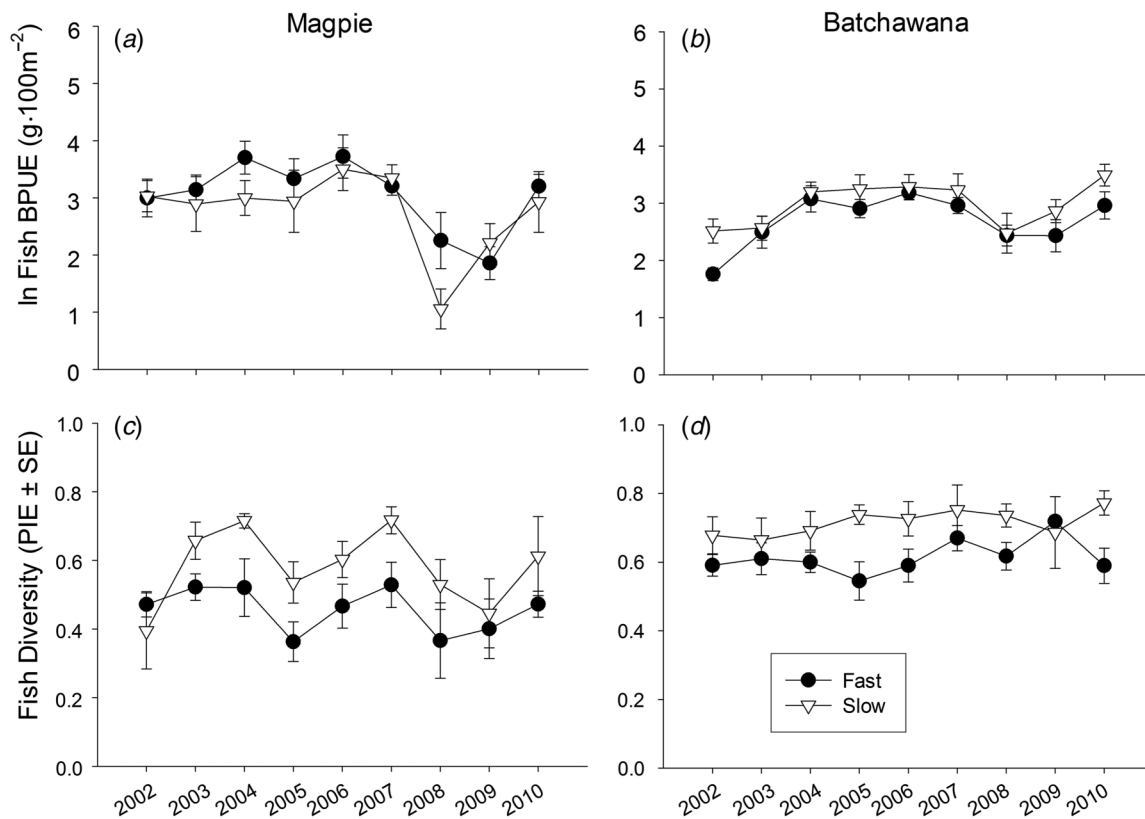 Magpie
Batchawana
(a)
(b)
ln Fish BPUE (g·100m⁻²)
6
5
4
3
2
1
0
6
5
4
3
2
1
0
(c)
(d)
Fish Diversity (PIE ± SE)
1.0
0.8
0.6
0.4
0.2
0.0
1.0
0.8
0.6
0.4
0.2
0.0
Fast
Slow
2002 2003 2004 2005 2006 2007 2008 2009 2010
2002 2003 2004 2005 2006 2007 2008 2009 2010